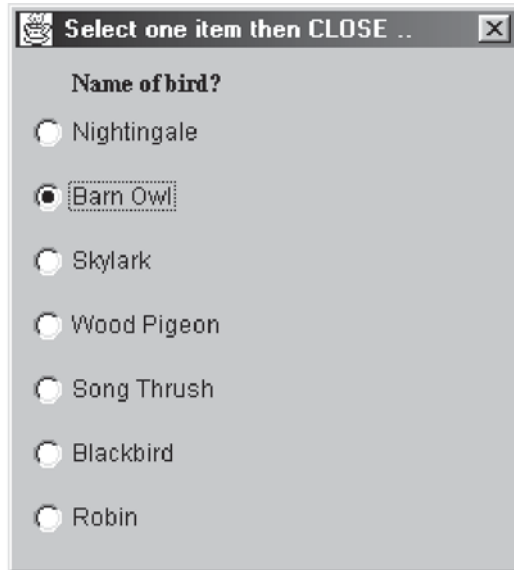 Select one item then CLOSE ..
Name of bird?
Nightingale
Barn Owl
Skylark
Wood Pigeon
Song Thrush
Blackbird
Robin